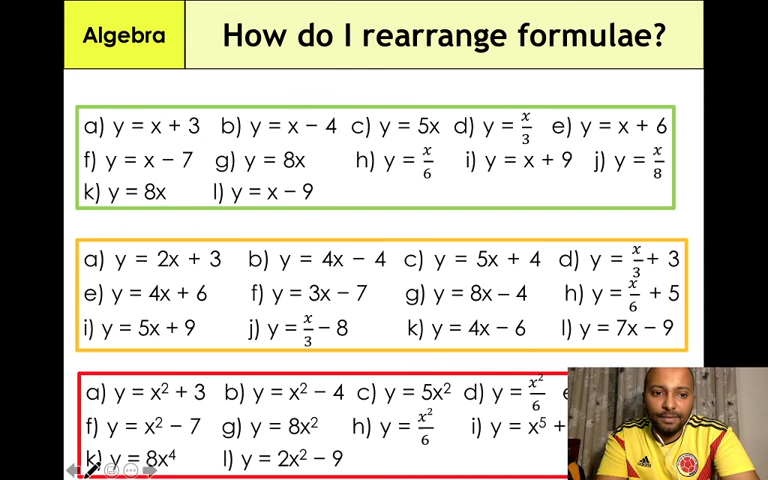 Algebra
How do I rearrange formulae?
a) y = x + 3 b) y = x − 4 c) y = 5x d) y = x/3 e) y = x + 6
f) y = x − 7 g) y = 8x h) y = x/6 i) y = x + 9 j) y = x/8
k) y = 8x l) y = x − 9
a) y = 2x + 3 b) y = 4x − 4 c) y = 5x + 4 d) y = x/3 + 3
e) y = 4x + 6 f) y = 3x − 7 g) y = 8x − 4 h) y = x/6 + 5
i) y = 5x + 9 j) y = x/3 − 8 k) y = 4x − 6 l) y = 7x − 9
a) y = x² + 3 b) y = x² − 4 c) y = 5x² d) y = x²/6
f) y = x² − 7 g) y = 8x² h) y = x²/6 i) y = x⁵ +
k) y = 8x⁴ l) y = 2x² − 9
adidas